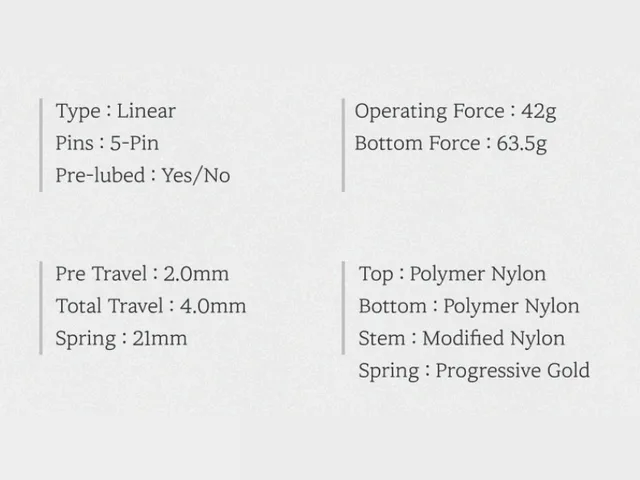 Type : Linear
Pins : 5-Pin
Pre-lubed : Yes/No
Operating Force : 42g
Bottom Force : 63.5g
Pre Travel : 2.0mm
Total Travel : 4.0mm
Spring : 21mm
Top : Polymer Nylon
Bottom : Polymer Nylon
Stem : Modified Nylon
Spring : Progressive Gold